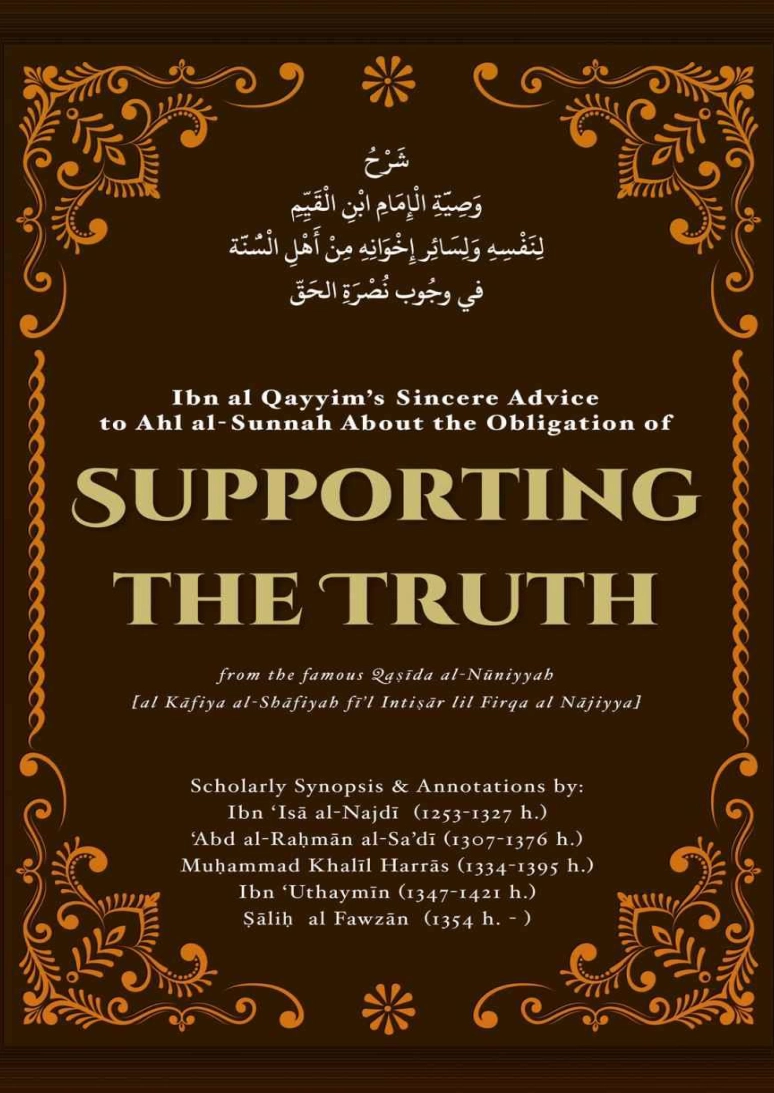 شَرْحُ
وَصِيَّةِ الْإِمَامِ ابْنِ الْقَيِّمِ
لِنَفْسِهِ وَلِسَائِرِ إِخْوَانِهِ مِنْ أَهْلِ الْسُّنّة
في وجُوب نُصْرَةِ الحَقّ
Ibn al Qayyim’s Sincere Advice
to Ahl al-Sunnah About the Obligation of
SUPPORTING
THE TRUTH
from the famous Qaṣīda al-Nūniyyah
[al Kāfiya al-Shāfiyah fī’l Intiṣār lil Firqa al Nājiyya]
Scholarly Synopsis & Annotations by:
Ibn ‘Isā al-Najdī (1253-1327 h.)
‘Abd al-Raḥmān al-Sa’dī (1307-1376 h.)
Muḥammad Khalīl Harrās (1334-1395 h.)
Ibn ‘Uthaymīn (1347-1421 h.)
Ṣāliḥ al Fawzān (1354 h. - )